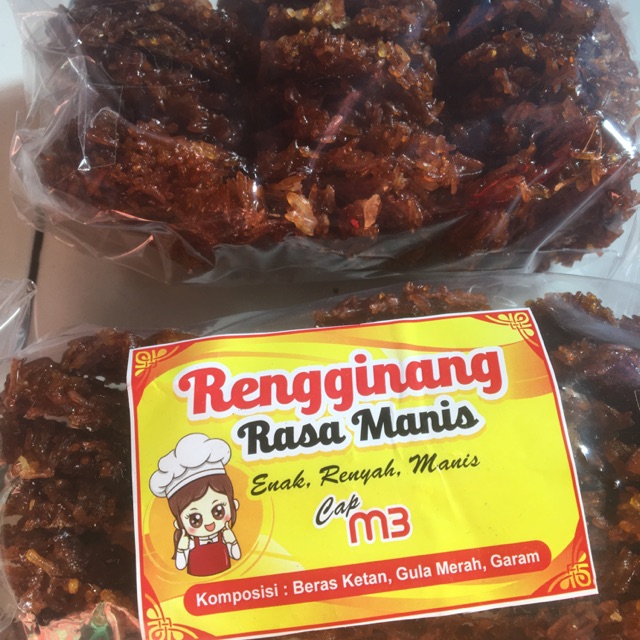 Rengginang
Rasa Manis
Enak, Renyah, Manis
Cap M3
Komposisi : Beras Ketan, Gula Merah, Garam